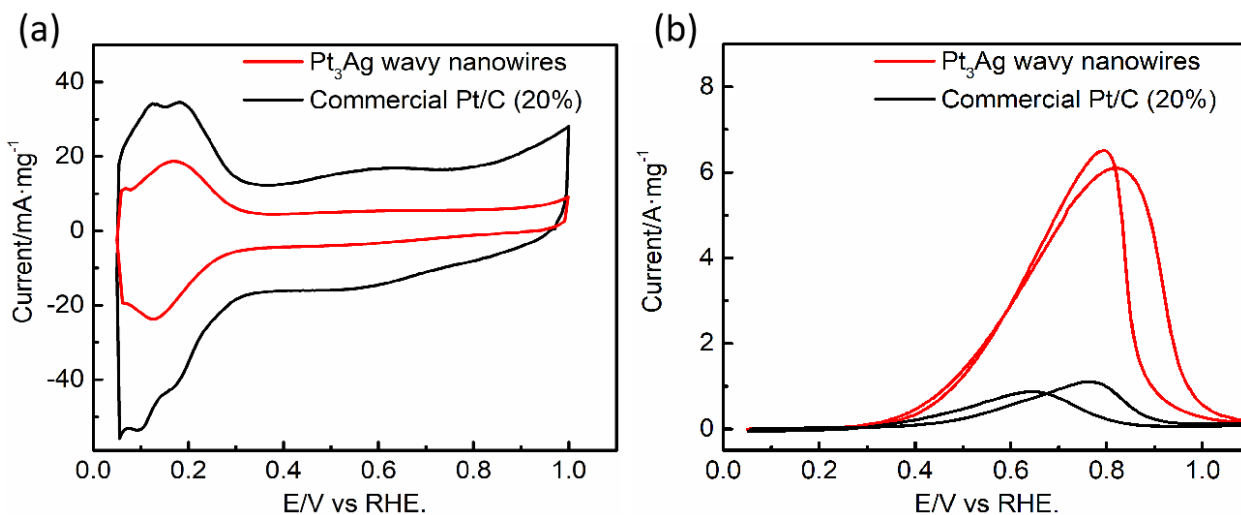 (a)
Pt₃Ag wavy nanowires
Commercial Pt/C (20%)
Current/mA·mg⁻¹
40
20
0
-20
-40
0.0 0.2 0.4 0.6 0.8 1.0
E/V vs RHE.
(b)
Pt₃Ag wavy nanowires
Commercial Pt/C (20%)
Current/A·mg⁻¹
8
6
4
2
0
0.0 0.2 0.4 0.6 0.8 1.0
E/V vs RHE.